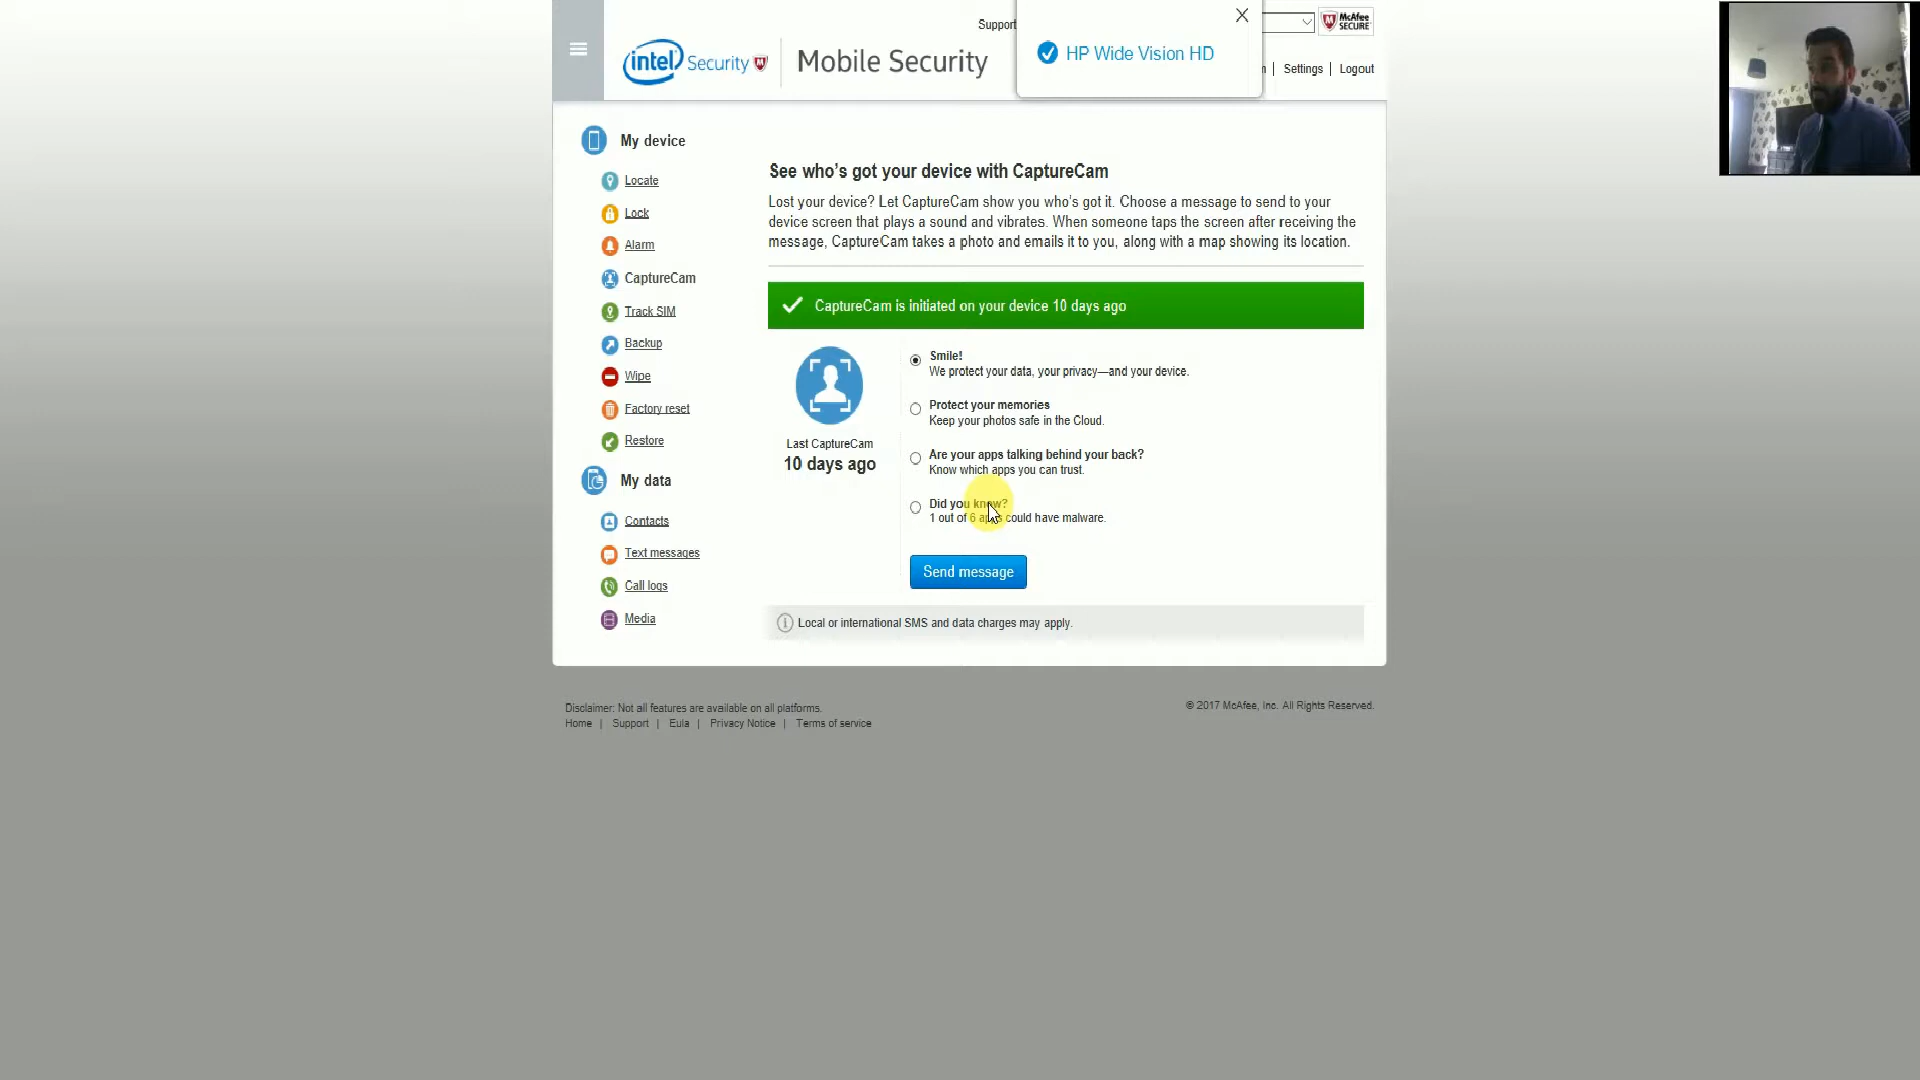 Support
HP Wide Vision HD
McAfee
SECURE
intel Security
Mobile Security
Settings | Logout
My device
Locate
Lock
Alarm
CaptureCam
Track SIM
Backup
Wipe
Factory reset
Restore
My data
Contacts
Text messages
Call logs
Media
See who's got your device with CaptureCam
Lost your device? Let CaptureCam show you who's got it. Choose a message to send to your
device screen that plays a sound and vibrates. When someone taps the screen after receiving the
message, CaptureCam takes a photo and emails it to you, along with a map showing its location.
CaptureCam is initiated on your device 10 days ago
Last CaptureCam
10 days ago
Smile!
We protect your data, your privacy—and your device.
Protect your memories
Keep your photos safe in the Cloud.
Are your apps talking behind your back?
Know which apps you can trust.
Did you know?
1 out of 6 apps could have malware.
Send message
Local or international SMS and data charges may apply.
Disclaimer: Not all features are available on all platforms.
Home | Support | Eula | Privacy Notice | Terms of service
© 2017 McAfee, Inc. All Rights Reserved.